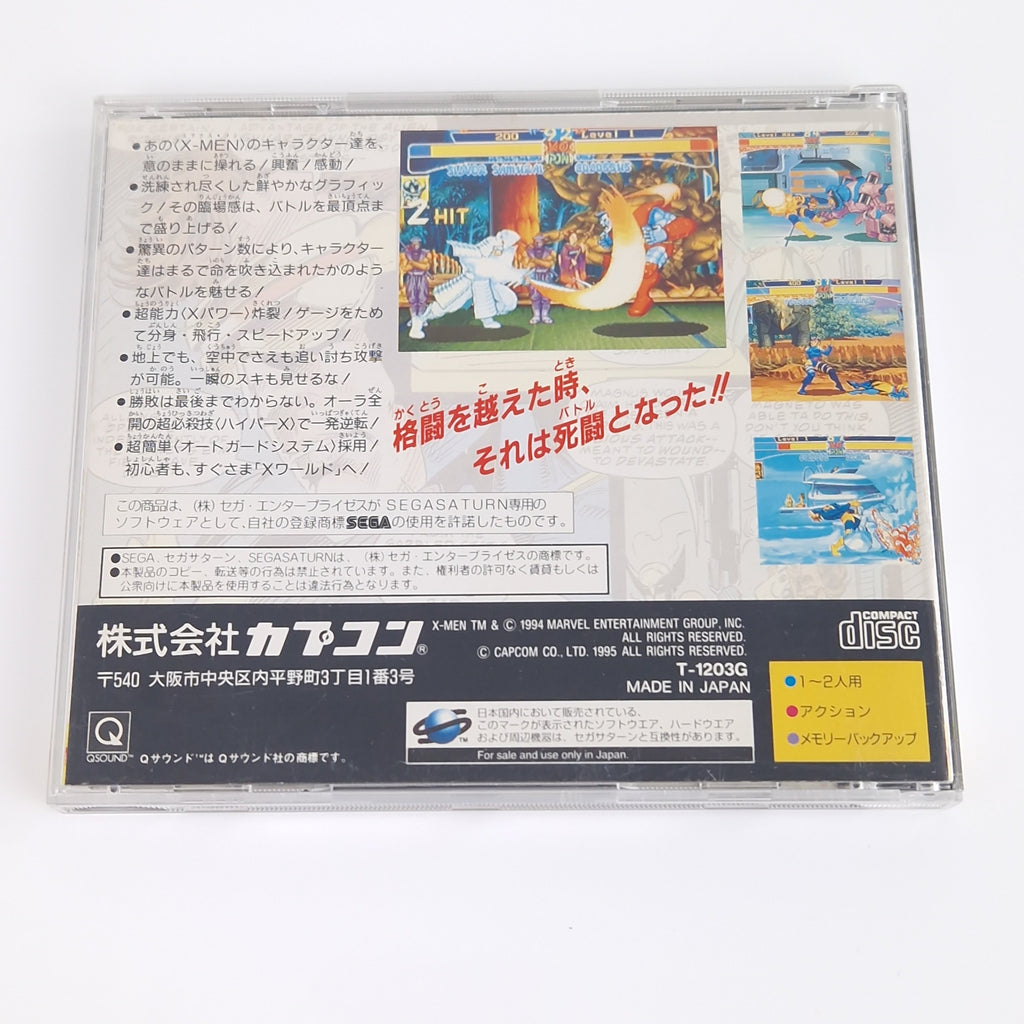 ●あの〈X-MEN〉のキャラクター達を、
意のままに操れる!興奮!感動!
●洗練され尽くした鮮やかなグラフィッ
ク!その臨場感は、バトルを最頂点ま
で盛り上げる!
●驚異のパターン数により、キャラクター
達はまるで命を吹き込まれたかのよう
なバトルを魅せる!
●超能力〈Xパワー〉炸裂!ゲージをため
て分身・飛行・スピードアップ!
●地上でも、空中でさえも追い討ち攻撃
が可能。一瞬のスキも見せるな!
●勝敗は最後までわからない。オーラ全
開の超必殺技〈ハイパーX〉で一発逆転!
●超簡単〈オートガードシステム〉採用!
初心者も、すぐさま「Xワールド」へ!
200 92 Level 1
SILVER SAMURAI COLOSSUS
2 HIT
格闘を越えた時、
それは死闘となった!!
バトル
MAGNETO WAS
ABLE TA DO THIS,
DON'T YOU THINK
MEANT TO WOUND--
TO DEVASTATE.
この商品は、(株)セガ・エンタープライゼスが SEGASATURN専用の
ソフトウェアとして、自社の登録商標SEGAの使用を許諾したものです。
●SEGA、セガサターン、SEGASATURNは、(株)セガ・エンタープライゼスの商標です。
●本製品のコピー、転送等の行為は禁止されています。また、権利者の許可なく賃貸もしくは
公衆向けに本製品を使用することは違法行為となります。
株式会社カプコン®
〒540 大阪市中央区内平野町3丁目1番3号
X-MEN TM & © 1994 MARVEL ENTERTAINMENT GROUP, INC.
ALL RIGHTS RESERVED.
© CAPCOM CO., LTD. 1995 ALL RIGHTS RESERVED.
T-1203G
MADE IN JAPAN
COMPACT
disc
●1〜2人用
●アクション
●メモリーバックアップ
Q
QSOUND™ Qサウンド™はQサウンド社の商標です。
日本国内において販売されている、
このマークが表示されたソフトウエア、ハードウエア
および周辺機器は、セガサターンと互換性があります。
For sale and use only in Japan.